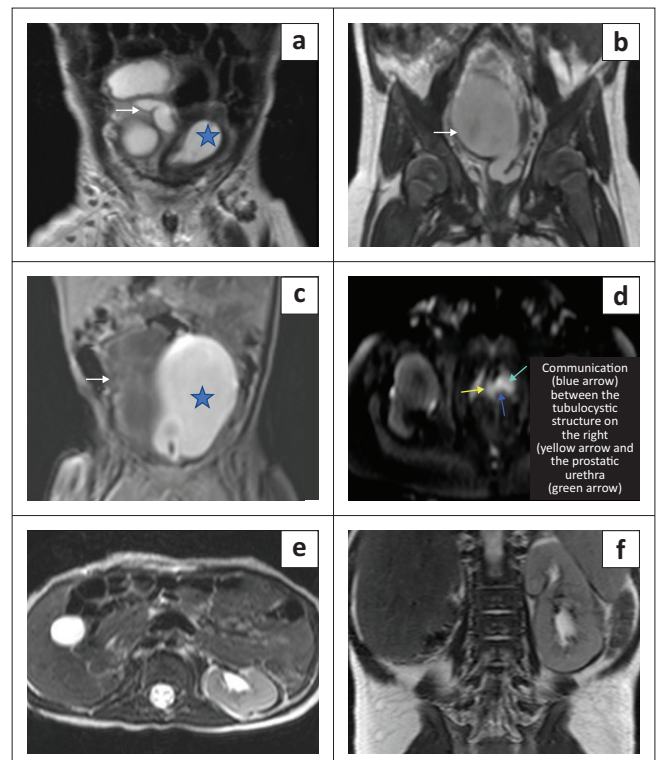 a
b
c
d
Communication
(blue arrow)
between the
tubulocystic
structure on
the right
(yellow arrow and
the prostatic
urethra
(green arrow)
e
f